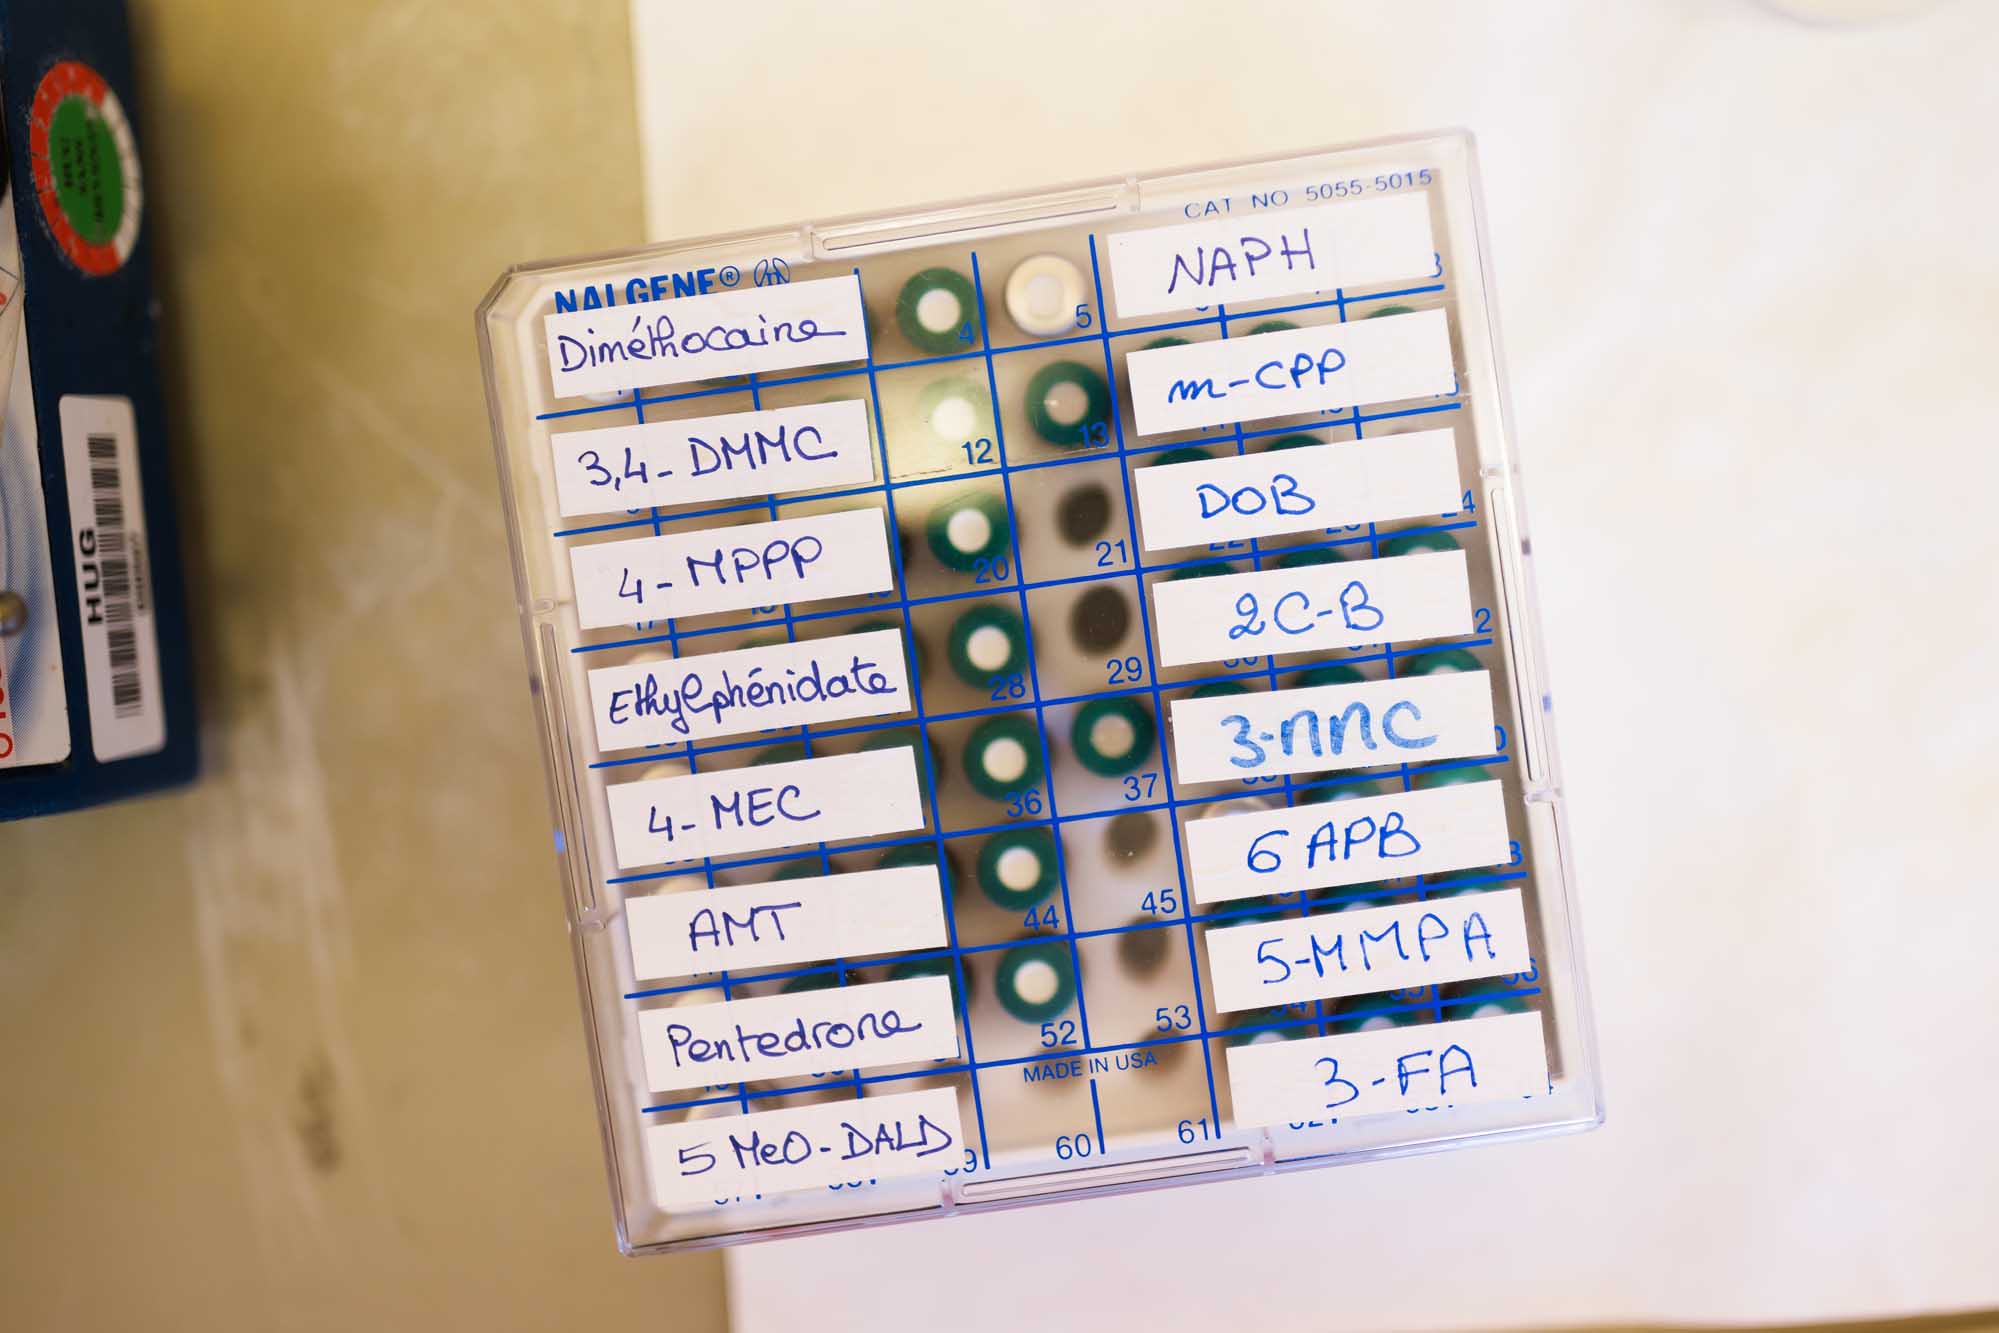 HUG
NALGENE®
CAT NO 5055-5015
Diméthocaine
4
5
NAPH
3,4-DMMC
12
13
m-CPP
4-MPPP
20
21
DOB
Ethylphénidate
28
29
2C-B
4-MEC
36
37
3-MMC
AMT
44
45
6 APB
Pentedrone
52
53
5-MMPA
MADE IN USA
5 MeO-DALD
60
61
3-FA